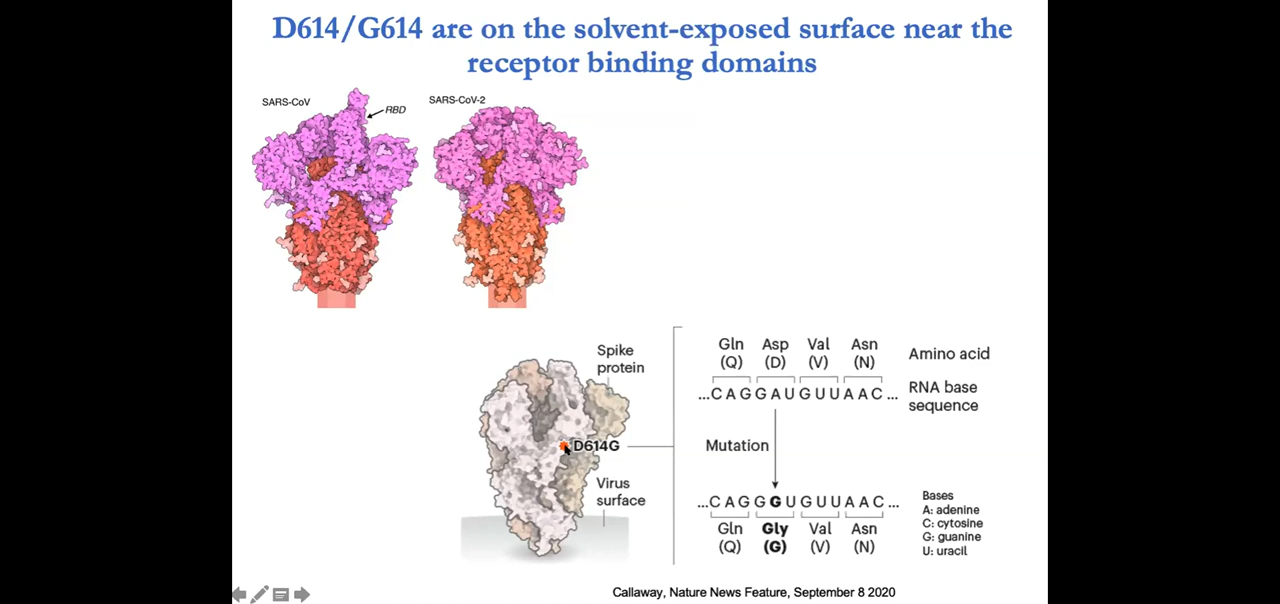 D614/G614 are on the solvent-exposed surface near the
receptor binding domains
SARS-CoV
RBD
SARS-CoV-2
Spike
protein
D614G
Virus
surface
Gln Asp Val Asn
(Q) (D) (V) (N)
Amino acid
...C A G G A U G U U A A C ...
RNA base
sequence
Mutation
...C A G G G U G U U A A C ...
Gln Gly Val Asn
(Q) (G) (V) (N)
Bases
A: adenine
C: cytosine
G: guanine
U: uracil
Callaway, Nature News Feature, September 8 2020